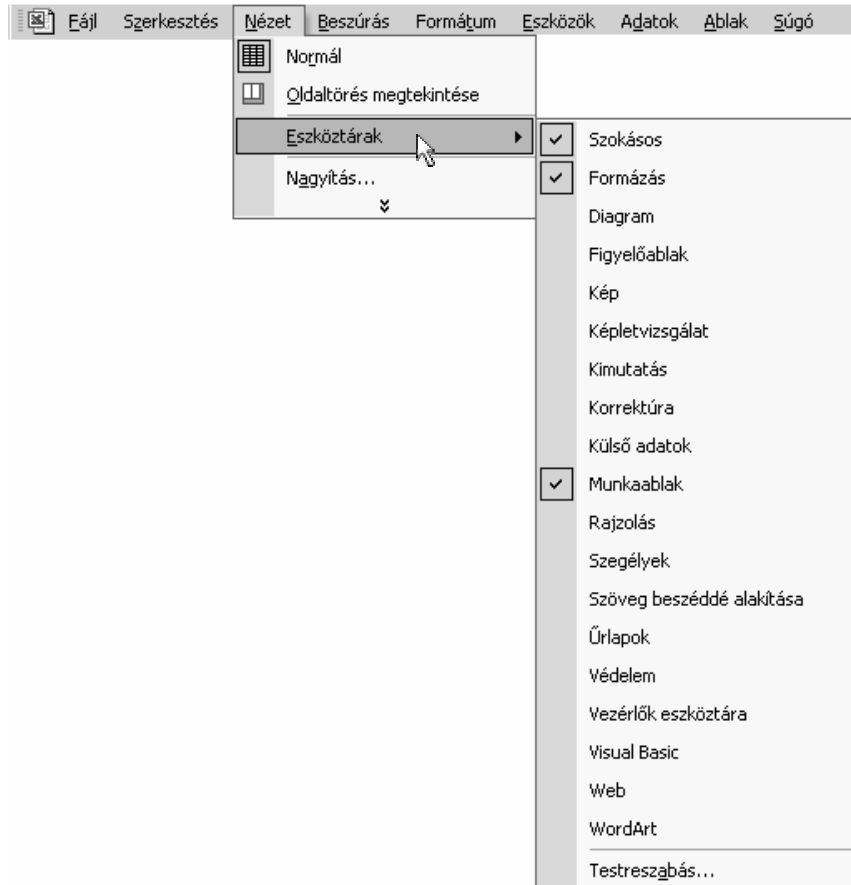 Fájl Szerkesztés Nézet Beszúrás Formátum Eszközök Adatok Ablak Súgó
Normál
Oldaltörés megtekintése
Eszköztárak
Nagyítás...
Szokásos
Formázás
Diagram
Figyelőablak
Kép
Képletvizsgálat
Kimutatás
Korrektúra
Külső adatok
Munkaablak
Rajzolás
Szegélyek
Szöveg beszéddé alakítása
Űrlapok
Védelem
Vezérlők eszköztára
Visual Basic
Web
WordArt
Testreszabás...